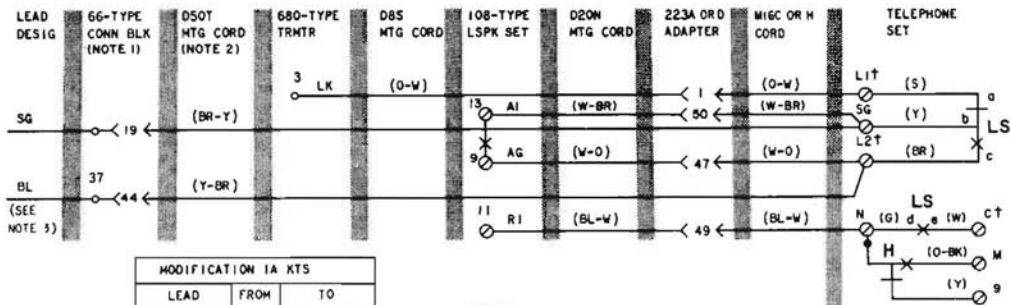 LEAD DESIG
66-TYPE CONN BLK (NOTE 1)
D50T MTG CORD (NOTE 2)
680-TYPE TRMTR
D8S MTG CORD
108-TYPE LSPK SET
D20N MTG CORD
223A OR D ADAPTER
M16C OR H CORD
TELEPHONE SET
3 LK (O-W) 1 (O-W) L1† (S) a
13 A1 (W-BR) 50 (W-BR) SG (Y) b LS
SG 19 (BR-Y)
9 AG (W-O) 47 (W-O) L2† (BR) c
BL 37 44 (Y-BR)
(SEE NOTE 3)
11 R1 (BL-W) 49 (BL-W) N (G) d e (W) C†
LS
H (O-BK) M
(Y) 9
MODIFICATION 1A KTS
LEAD FROM TO